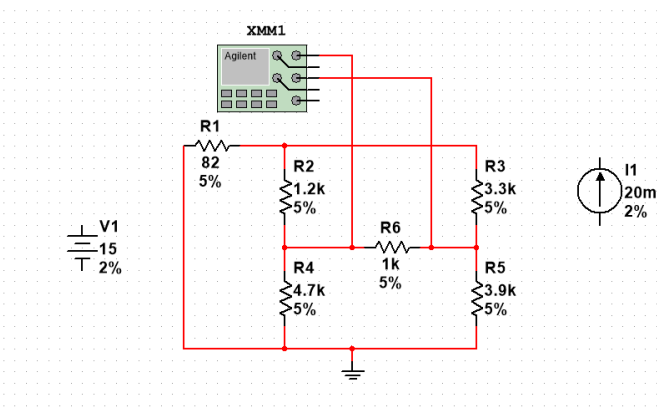 XMM1
Agilent
R1
82
5%
R2
1.2k
5%
R3
3.3k
5%
I1
20m
2%
V1
15
2%
R6
1k
5%
R4
4.7k
5%
R5
3.9k
5%